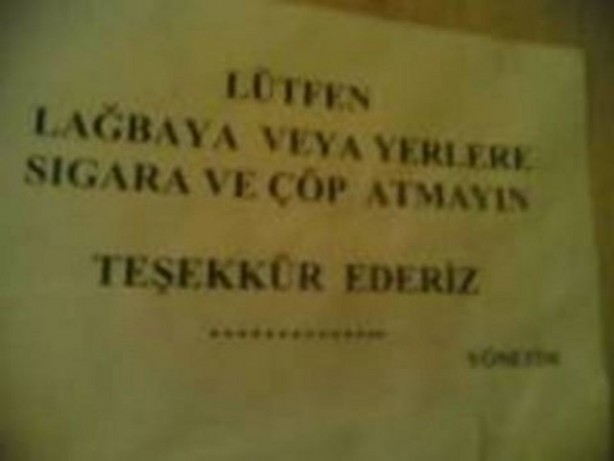 LÜTFEN
LAĞBAYA VEYA YERLERE
SIGARA VE ÇÖP ATMAYIN
TEŞEKKÜR EDERİZ
..............
YÖNETİM